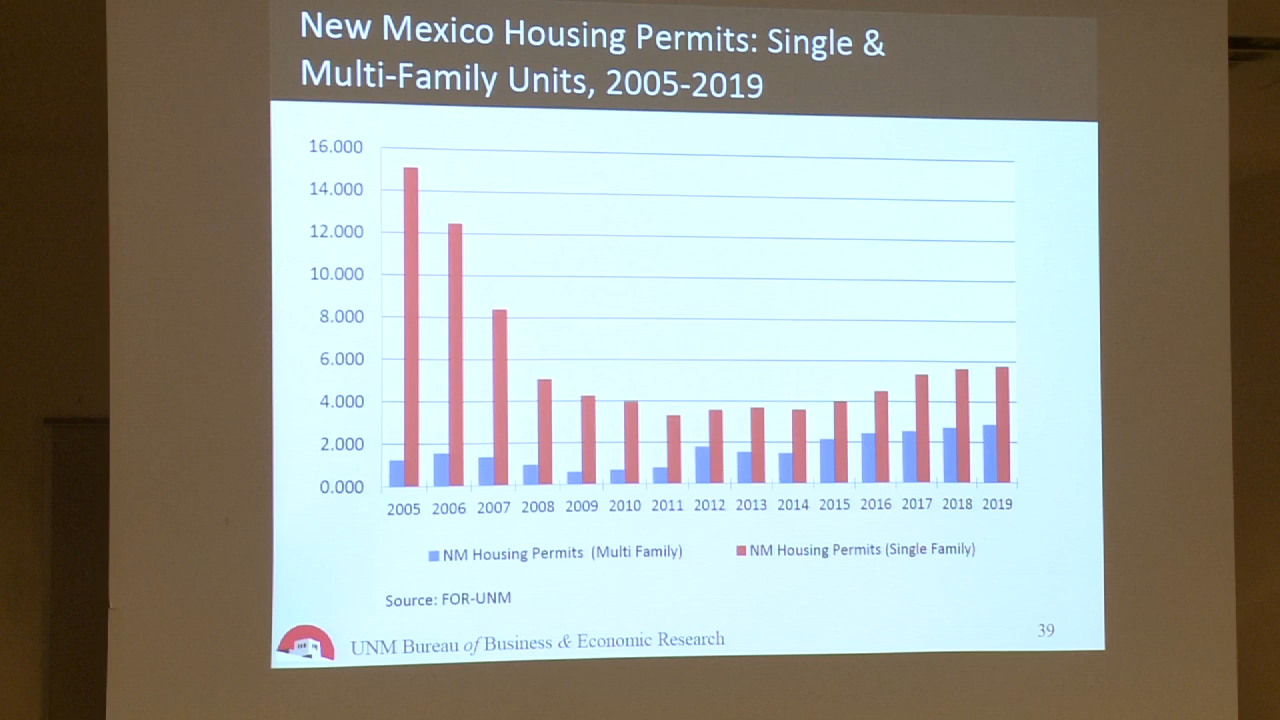 New Mexico Housing Permits: Single &
Multi-Family Units, 2005-2019
16.000
14.000
12.000
10.000
8.000
6.000
4.000
2.000
0.000
2005 2006 2007 2008 2009 2010 2011 2012 2013 2014 2015 2016 2017 2018 2019
NM Housing Permits (Multi Family) NM Housing Permits (Single Family)
Source: FOR-UNM
UNM Bureau of Business & Economic Research
39